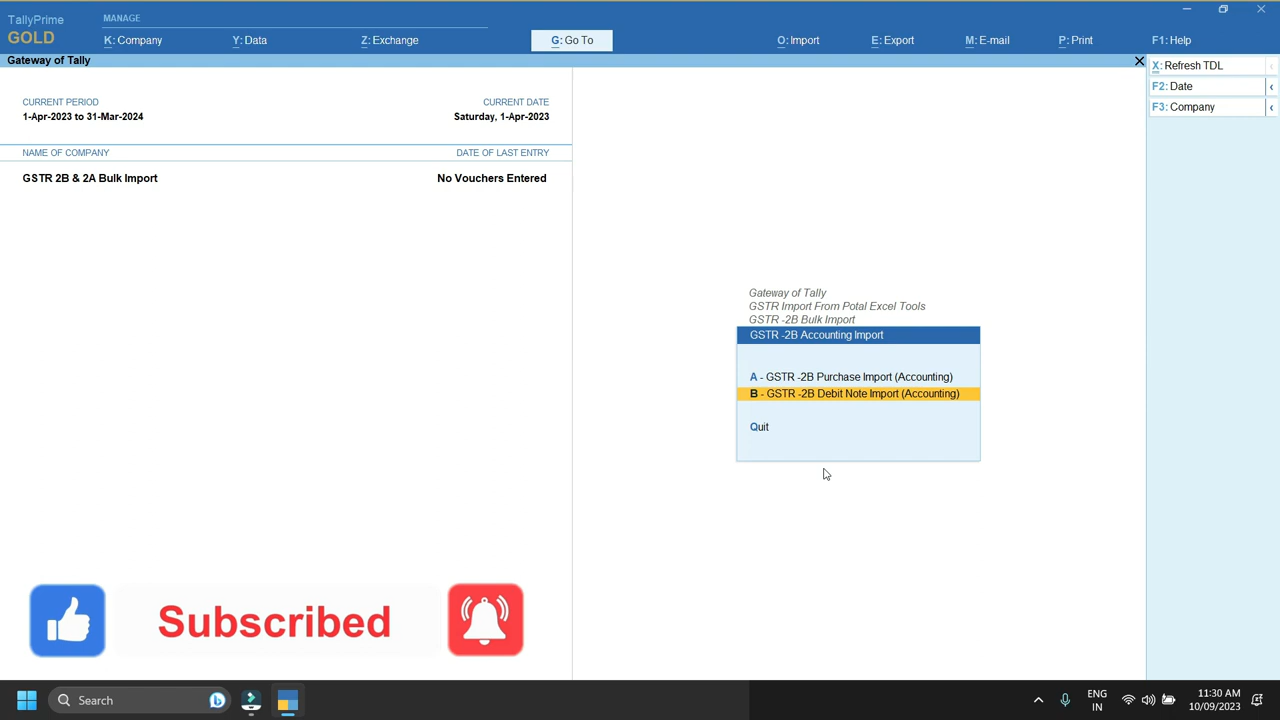 TallyPrime
GOLD
MANAGE
K: Company
Y: Data
Z: Exchange
G: Go To
O: Import
E: Export
M: E-mail
P: Print
F1: Help
Gateway of Tally
X: Refresh TDL
F2: Date
F3: Company
CURRENT PERIOD
CURRENT DATE
1-Apr-2023 to 31-Mar-2024
Saturday, 1-Apr-2023
NAME OF COMPANY
DATE OF LAST ENTRY
GSTR 2B & 2A Bulk Import
No Vouchers Entered
Gateway of Tally
GSTR Import From Potal Excel Tools
GSTR -2B Bulk Import
GSTR -2B Accounting Import
A - GSTR -2B Purchase Import (Accounting)
B - GSTR -2B Debit Note Import (Accounting)
Quit
Subscribed
Search
ENG
IN
11:30 AM
10/09/2023